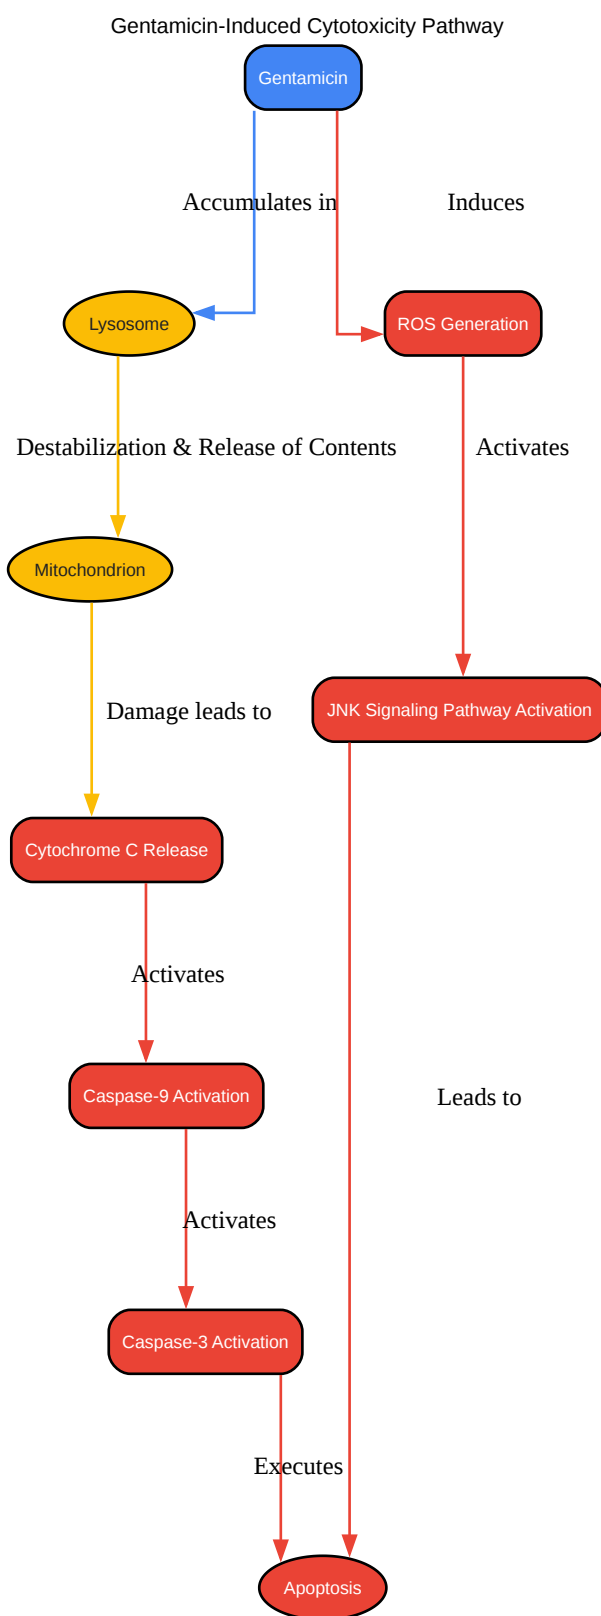 Gentamicin-Induced Cytotoxicity Pathway
Gentamicin
Accumulates in
Induces
Lysosome
ROS Generation
Destabilization & Release of Contents
Activates
Mitochondrion
Damage leads to
JNK Signaling Pathway Activation
Cytochrome C Release
Activates
Caspase-9 Activation
Leads to
Activates
Caspase-3 Activation
Executes
Apoptosis